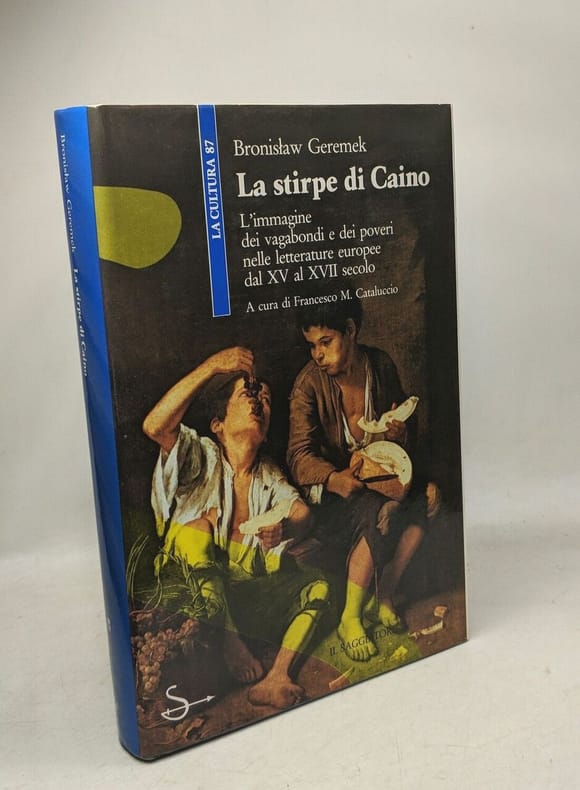 LA CULTURA 87
Bronisław Geremek
La stirpe di Caino
L'immagine
dei vagabondi e dei poveri
nelle letterature europee
dal XV al XVII secolo
A cura di Francesco M. Cataluccio
IL SAGGIATORE
Bronisław Geremek La stirpe di Caino